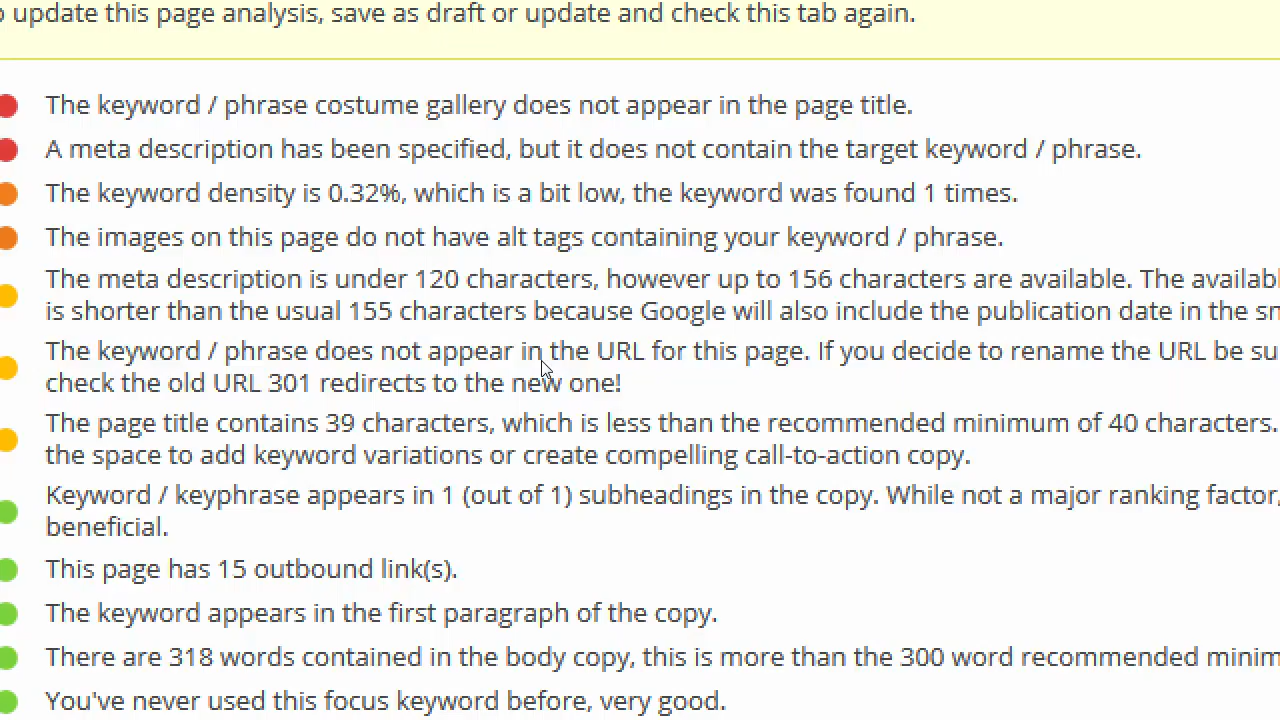 update this page analysis, save as draft or update and check this tab again.
The keyword / phrase costume gallery does not appear in the page title.
A meta description has been specified, but it does not contain the target keyword / phrase.
The keyword density is 0.32%, which is a bit low, the keyword was found 1 times.
The images on this page do not have alt tags containing your keyword / phrase.
The meta description is under 120 characters, however up to 156 characters are available. The
is shorter than the usual 155 characters because Google will also include the publication date in the
The keyword / phrase does not appear in the URL for this page. If you decide to rename the URL be
check the old URL 301 redirects to the new one!
The page title contains 39 characters, which is less than the recommended minimum of 40 characters.
the space to add keyword variations or create compelling call-to-action copy.
Keyword / keyphrase appears in 1 (out of 1) subheadings in the copy. While not a major ranking factor,
beneficial.
This page has 15 outbound link(s).
The keyword appears in the first paragraph of the copy.
There are 318 words contained in the body copy, this is more than the 300 word recommended
You've never used this focus keyword before, very good.